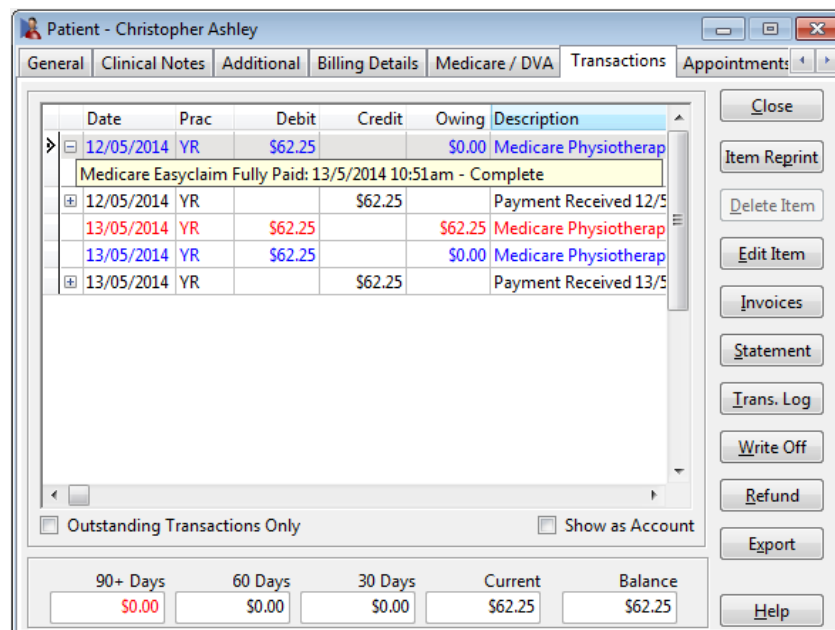 Patient - Christopher Ashley
General Clinical Notes Additional Billing Details Medicare / DVA Transactions Appointments
Date Prac Debit Credit Owing Description
12/05/2014 YR $62.25 $0.00 Medicare Physiotherap
Medicare Easyclaim Fully Paid: 13/5/2014 10:51am - Complete
12/05/2014 YR $62.25 Payment Received 12/5
13/05/2014 YR $62.25 $62.25 Medicare Physiotherap
13/05/2014 YR $62.25 $0.00 Medicare Physiotherap
13/05/2014 YR $62.25 Payment Received 13/5
Outstanding Transactions Only Show as Account
90+ Days 60 Days 30 Days Current Balance
$0.00 $0.00 $0.00 $62.25 $62.25
Close
Item Reprint
Delete Item
Edit Item
Invoices
Statement
Trans. Log
Write Off
Refund
Export
Help